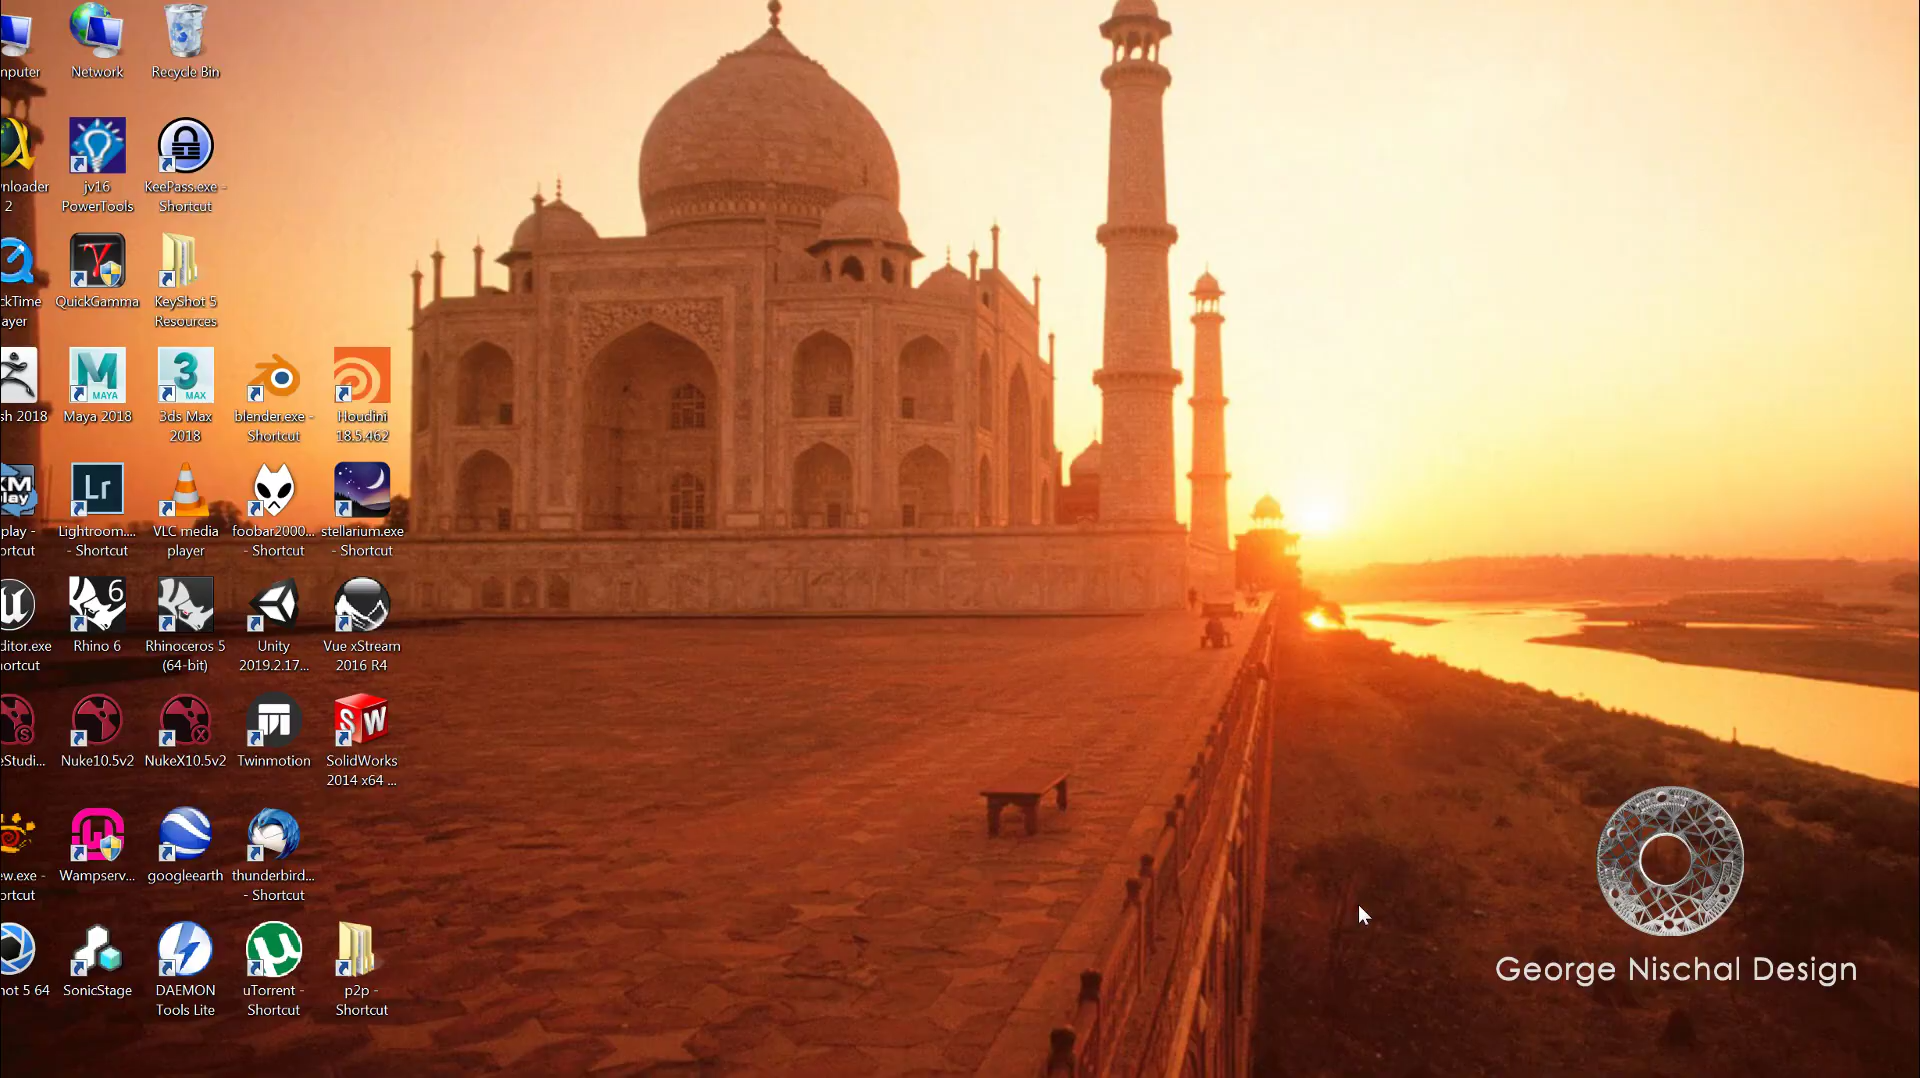 nputer
Network
Recycle Bin
nloader
2
jv16
PowerTools
KeePass.exe -
Shortcut
ckTime
ayer
QuickGamma
KeyShot 5
Resources
sh 2018
Maya 2018
3ds Max
2018
blender.exe -
Shortcut
Houdini
18.5.462
play -
ortcut
Lightroom....
- Shortcut
VLC media
player
foobar2000...
- Shortcut
stellarium.exe
- Shortcut
ditor.exe
ortcut
Rhino 6
Rhinoceros 5
(64-bit)
Unity
2019.2.17...
Vue xStream
2016 R4
eStudi...
Nuke10.5v2
NukeX10.5v2
Twinmotion
SolidWorks
2014 x64 ...
ew.exe -
ortcut
Wampserv...
googleearth
thunderbird...
- Shortcut
hot 5 64
SonicStage
DAEMON
Tools Lite
uTorrent -
Shortcut
p2p -
Shortcut
George Nischal Design